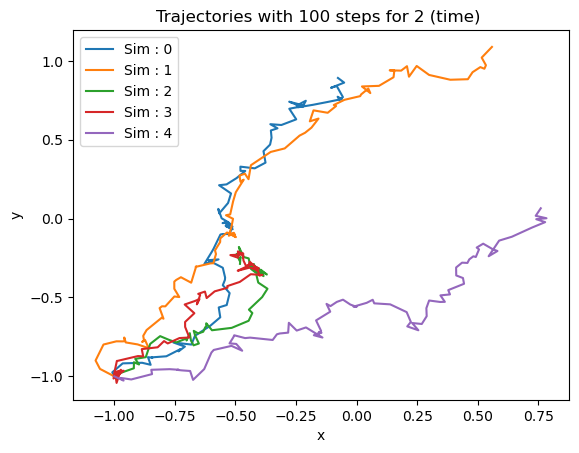 Trajectories with 100 steps for 2 (time)
Sim : 0
Sim : 1
Sim : 2
Sim : 3
Sim : 4
1.0
0.5
0.0
−0.5
−1.0
y
−1.00 −0.75 −0.50 −0.25 0.00 0.25 0.50 0.75
x